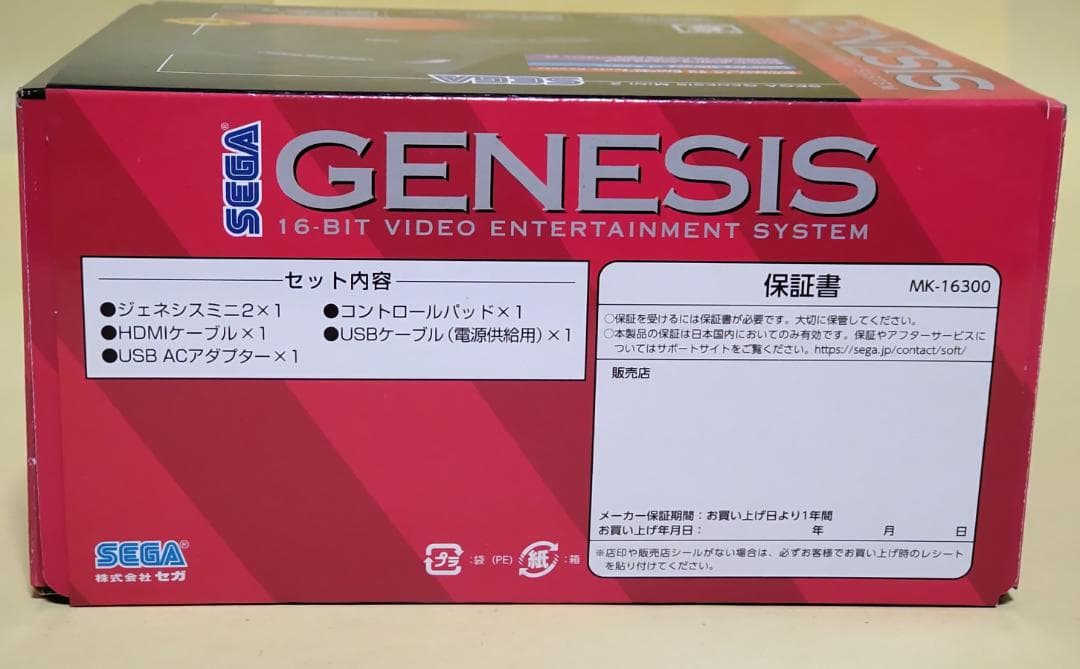 GENESIS
SEGA GENESIS MINI 2
SEGA
SEGA®
GENESIS
16-BIT VIDEO ENTERTAINMENT SYSTEM
セット内容
●ジェネシスミニ2×1
●コントロールパッド×1
●HDMIケーブル×1
●USBケーブル(電源供給用)×1
●USB ACアダプター×1
保証書
MK-16300
○保証を受けるには保証書が必要です。大切に保管してください。
○本製品の保証は日本国内においてのみ有効です。保証やアフターサービスに
ついてはサポートサイトをご覧ください。https://sega.jp/contact/soft/
販売店
メーカー保証期間：お買い上げ日より1年間
お買い上げ年月日： 年 月 日
※店印や販売店シールがない場合は、必ずお客様でお買い上げ時のレシート
を貼り付けてください。
SEGA®
株式会社 セガ
プラ :袋 (PE) 紙 :箱